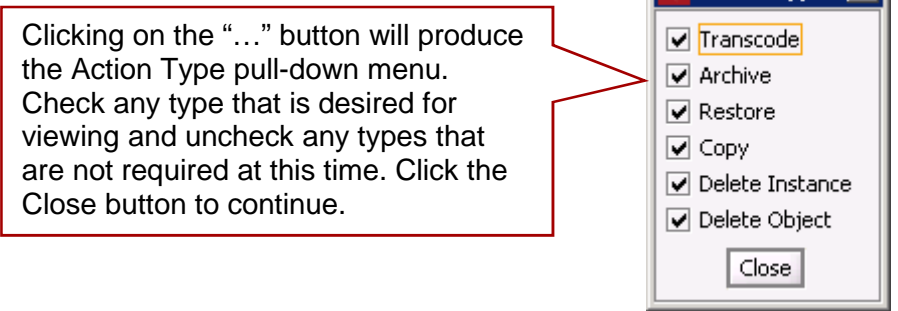 Clicking on the “…” button will produce
the Action Type pull-down menu.
Check any type that is desired for
viewing and uncheck any types that
are not required at this time. Click the
Close button to continue.
Transcode
Archive
Restore
Copy
Delete Instance
Delete Object
Close